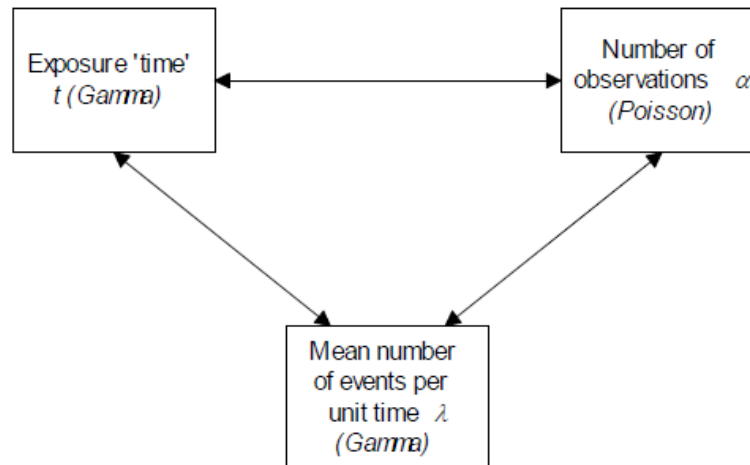 Exposure 'time'
t (Gamma)
Number of
observations α
(Poisson)
Mean number
of events per
unit time λ
(Gamma)